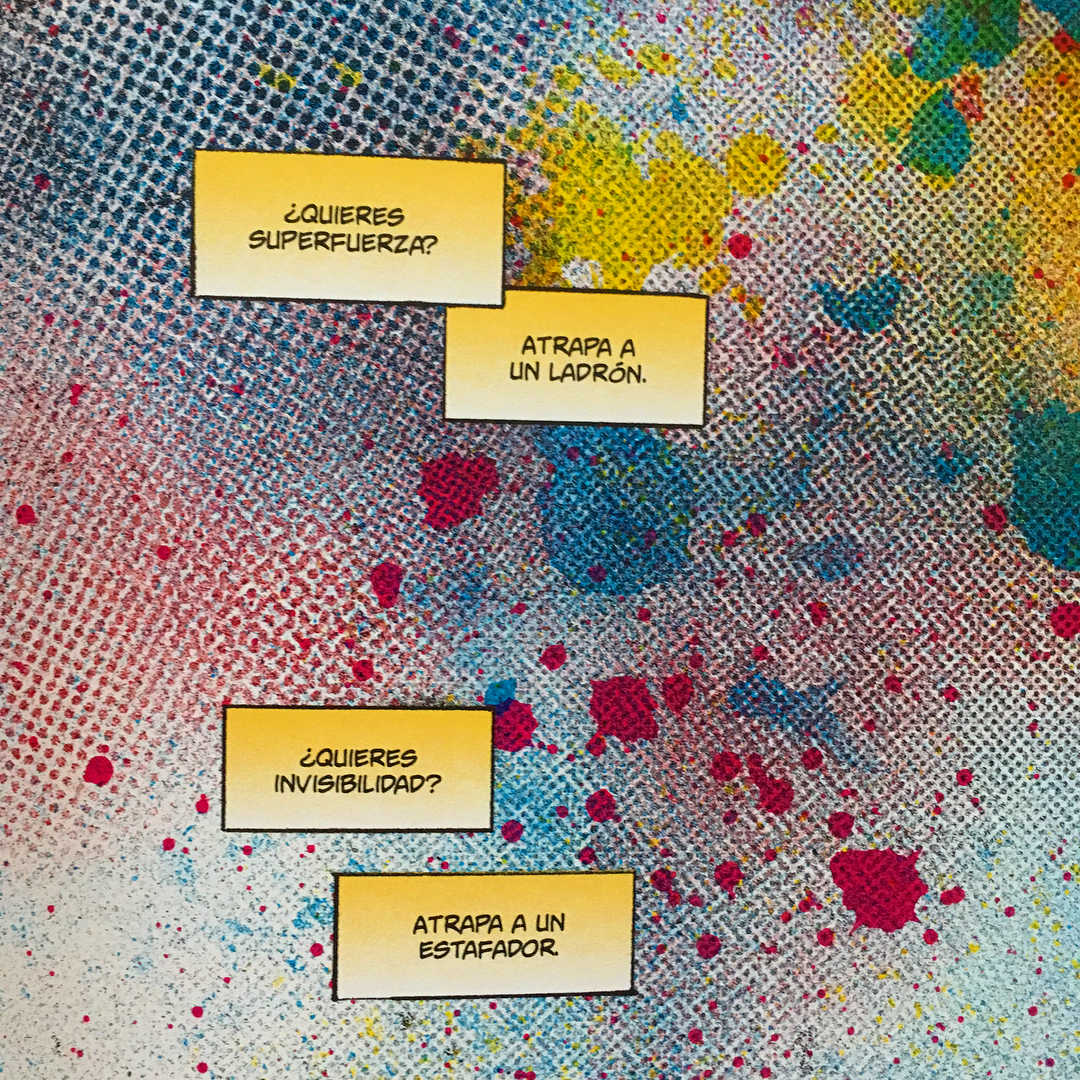 ¿QUIERES
SUPERFUERZA?
ATRAPA A
UN LADRÓN.
¿QUIERES
INVISIBILIDAD?
ATRAPA A UN
ESTAFADOR.